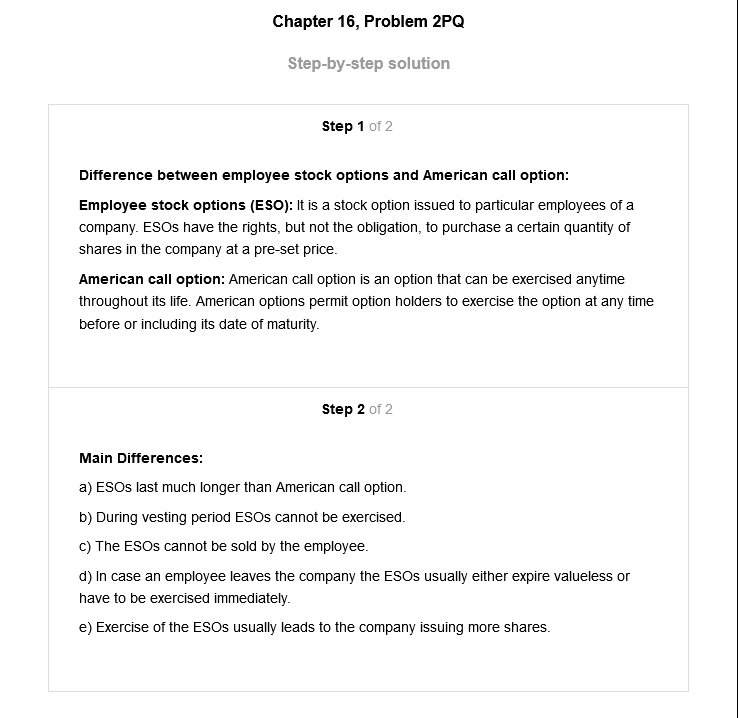 Chapter 16, Problem 2PQ
Step-by-step solution
Step 1 of 2
Difference between employee stock options and American call option:
Employee stock options (ESO): It is a stock option issued to particular employees of a
company. ESOs have the rights, but not the obligation, to purchase a certain quantity of
shares in the company at a pre-set price.
American call option: American call option is an option that can be exercised anytime
throughout its life. American options permit option holders to exercise the option at any time
before or including its date of maturity.
Step 2 of 2
Main Differences:
a) ESOs last much longer than American call option.
b) During vesting period ESOs cannot be exercised.
c) The ESOs cannot be sold by the employee.
d) In case an employee leaves the company the ESOs usually either expire valueless or
have to be exercised immediately.
e) Exercise of the ESOs usually leads to the company issuing more shares.